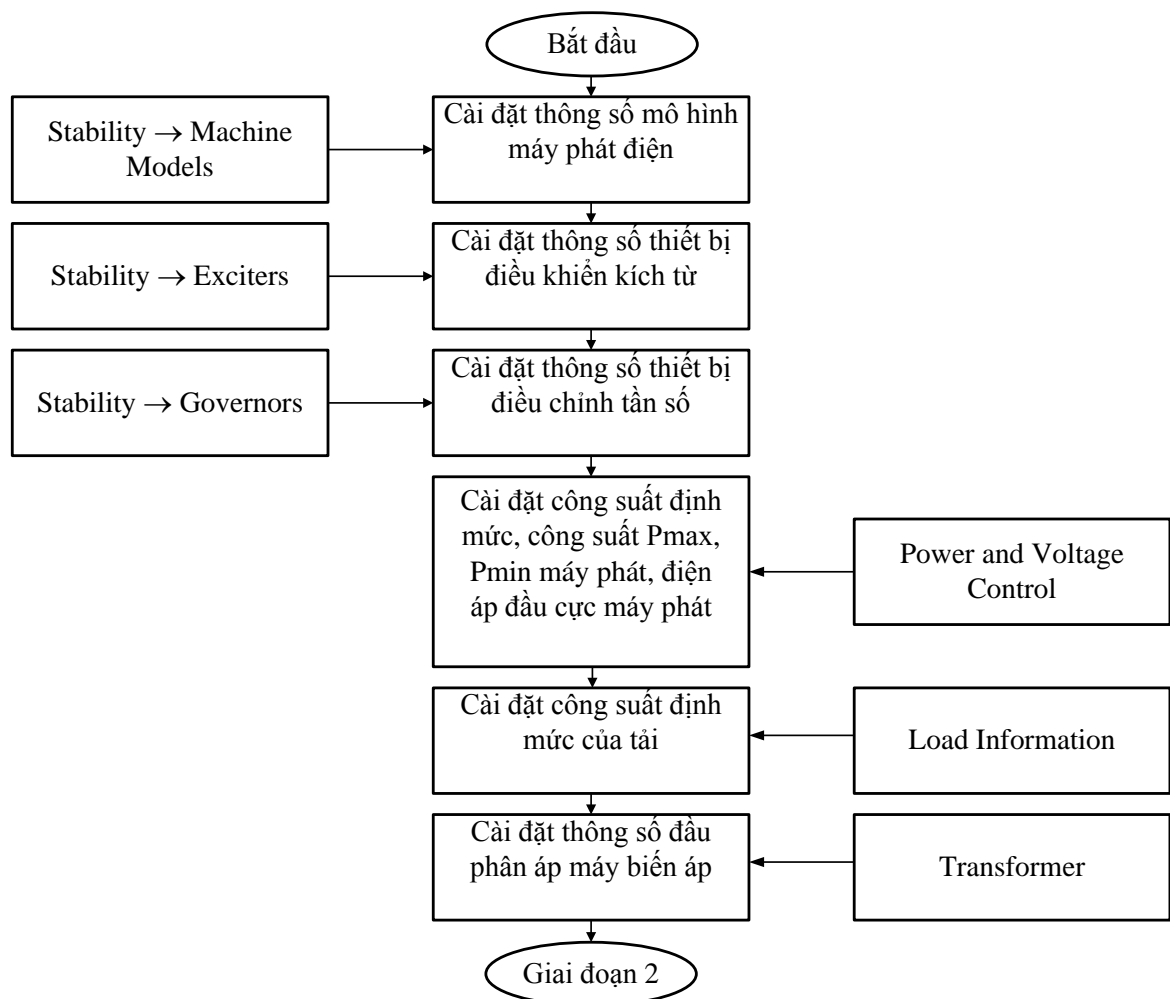 Bắt đầu
Stability → Machine
Models
Cài đặt thông số mô hình
máy phát điện
Stability → Exciters
Cài đặt thông số thiết bị
điều khiển kích từ
Stability → Governors
Cài đặt thông số thiết bị
điều chỉnh tần số
Cài đặt công suất định
mức, công suất Pmax,
Pmin máy phát, điện
áp đầu cực máy phát
Power and Voltage
Control
Cài đặt công suất định
mức của tải
Load Information
Cài đặt thông số đầu
phân áp máy biến áp
Transformer
Giai đoạn 2